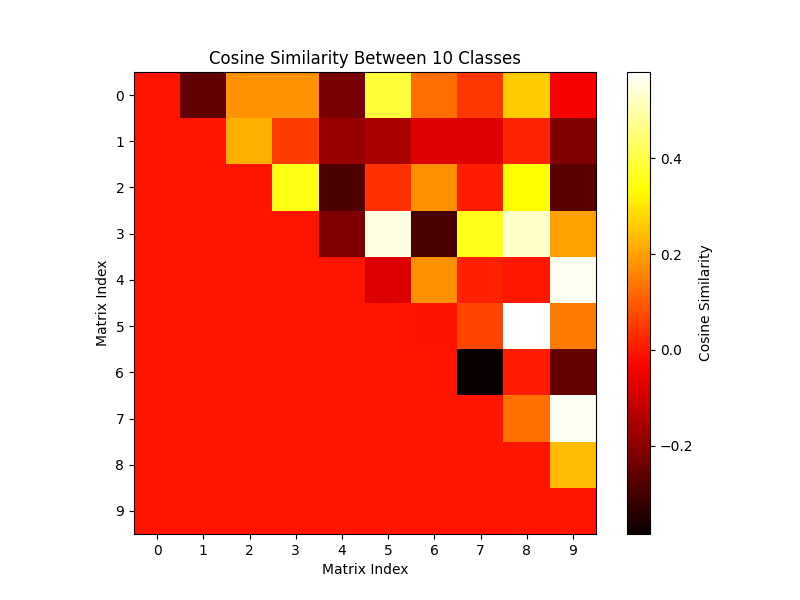 Cosine Similarity Between 10 Classes
0
1
2
3
4
5
6
7
8
9
Matrix Index
0 1 2 3 4 5 6 7 8 9
Matrix Index
0.4
0.2
0.0
−0.2
Cosine Similarity